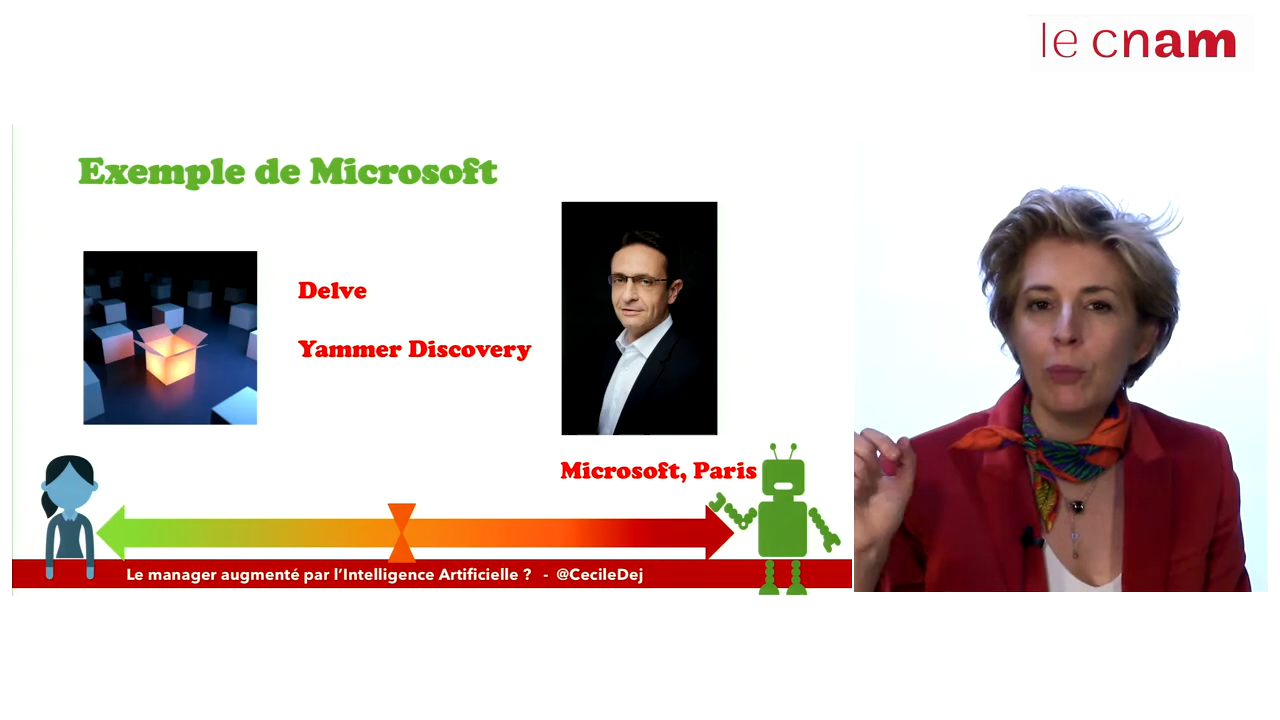 le cnam
Exemple de Microsoft
Delve
Yammer Discovery
Microsoft, Paris
Le manager augmenté par l’Intelligence Artificielle ? - @CecileDej